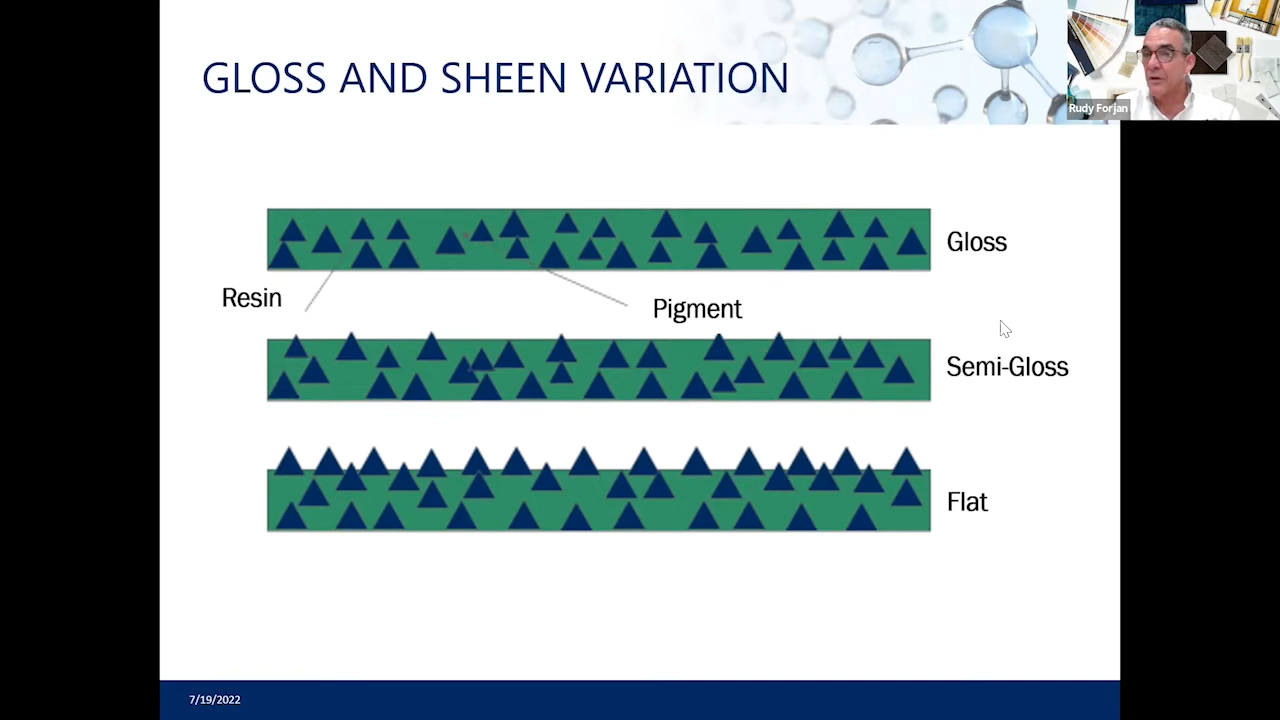 GLOSS AND SHEEN VARIATION
Rudy Forjan
Gloss
Resin
Pigment
Semi-Gloss
Flat
7/19/2022